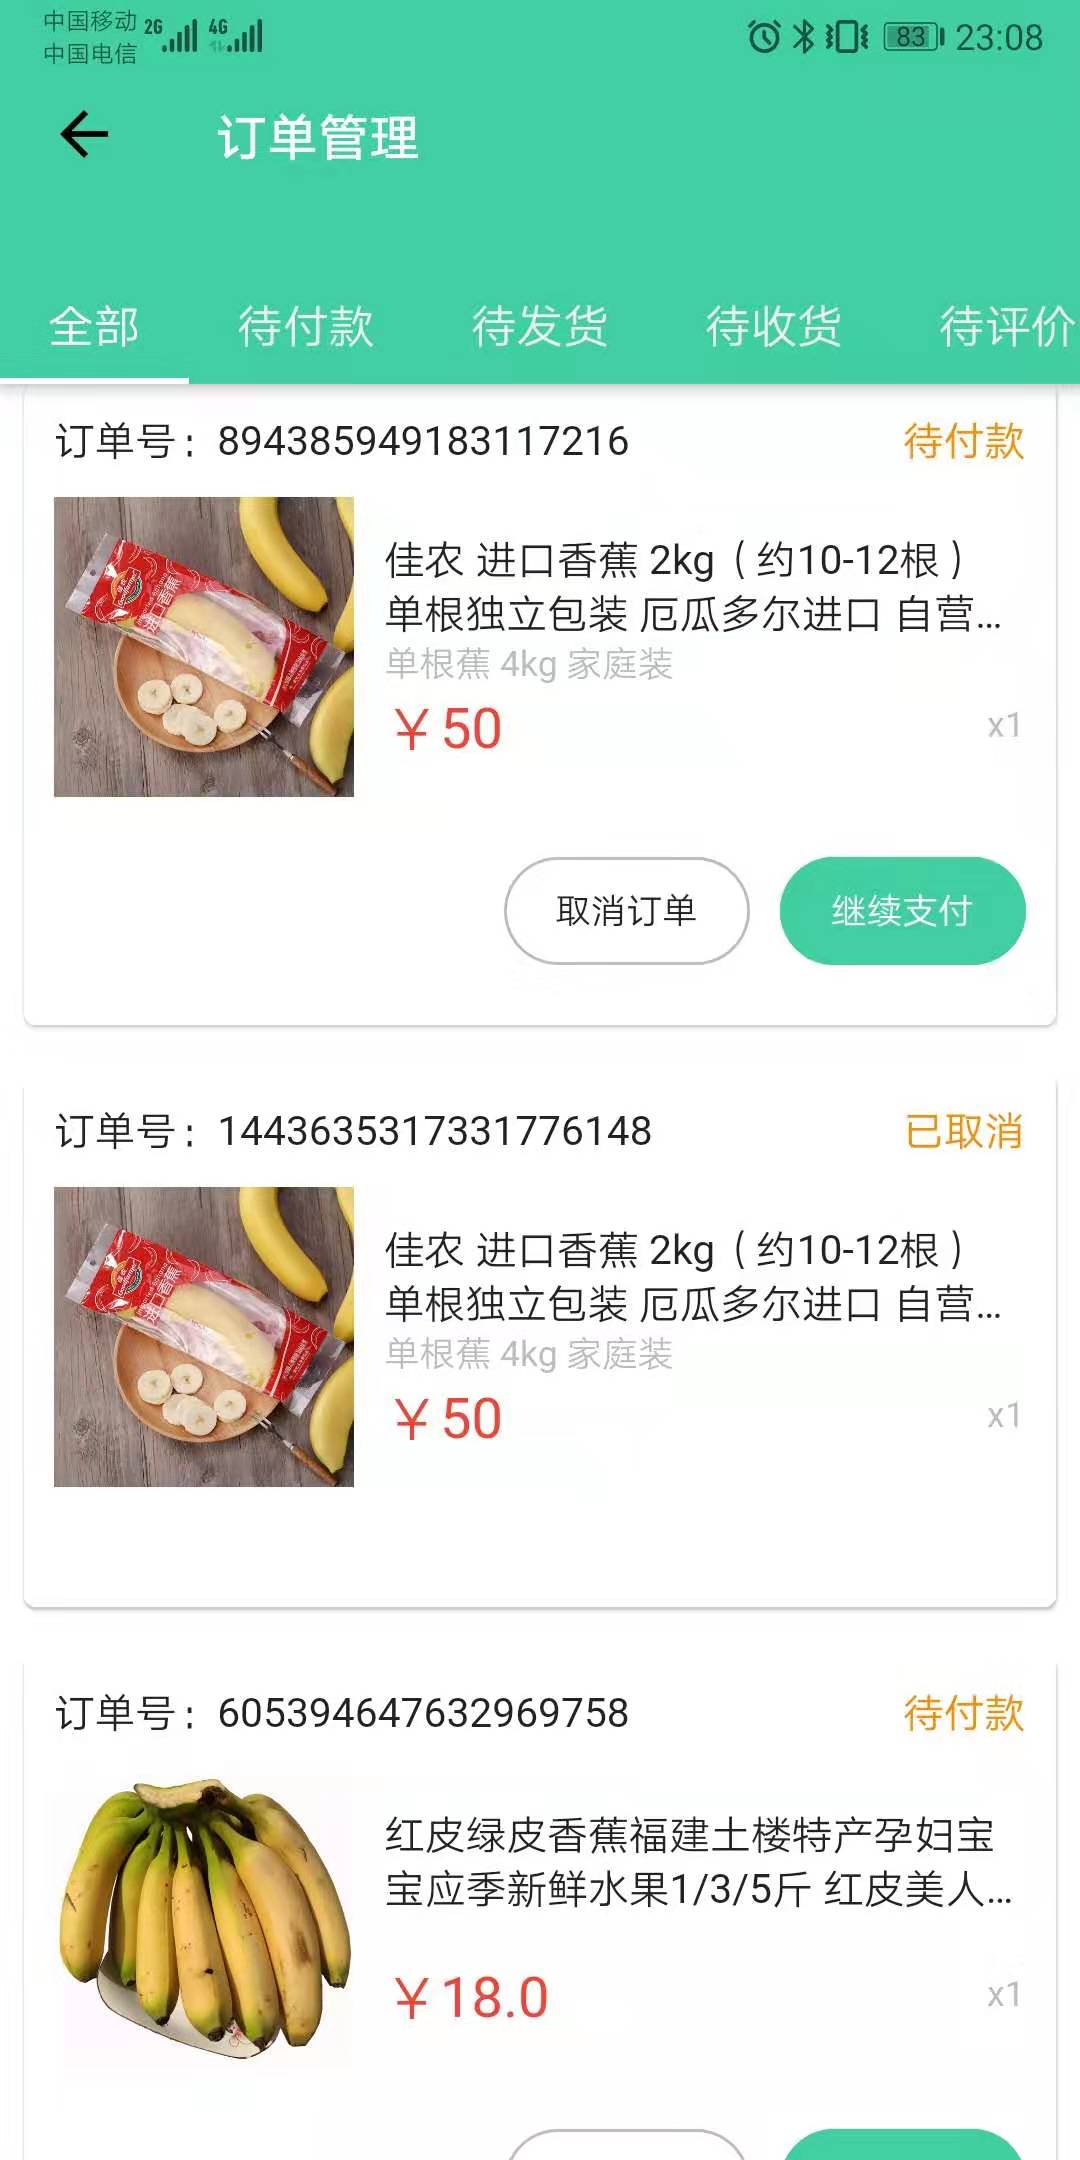 中国移动 2G 4G 83 23:08
中国电信
订单管理
全部 待付款 待发货 待收货 待评价
订单号：894385949183117216 待付款
进口香蕉
佳农 进口香蕉 2kg（约10-12根）
单根独立包装 厄瓜多尔进口 自营...
单根蕉 4kg 家庭装
￥50 x1
取消订单 继续支付
订单号：1443635317331776148 已取消
进口香蕉
佳农 进口香蕉 2kg（约10-12根）
单根独立包装 厄瓜多尔进口 自营...
单根蕉 4kg 家庭装
￥50 x1
订单号：605394647632969758 待付款
红皮绿皮香蕉福建土楼特产孕妇宝
宝应季新鲜水果1/3/5斤 红皮美人...
￥18.0 x1